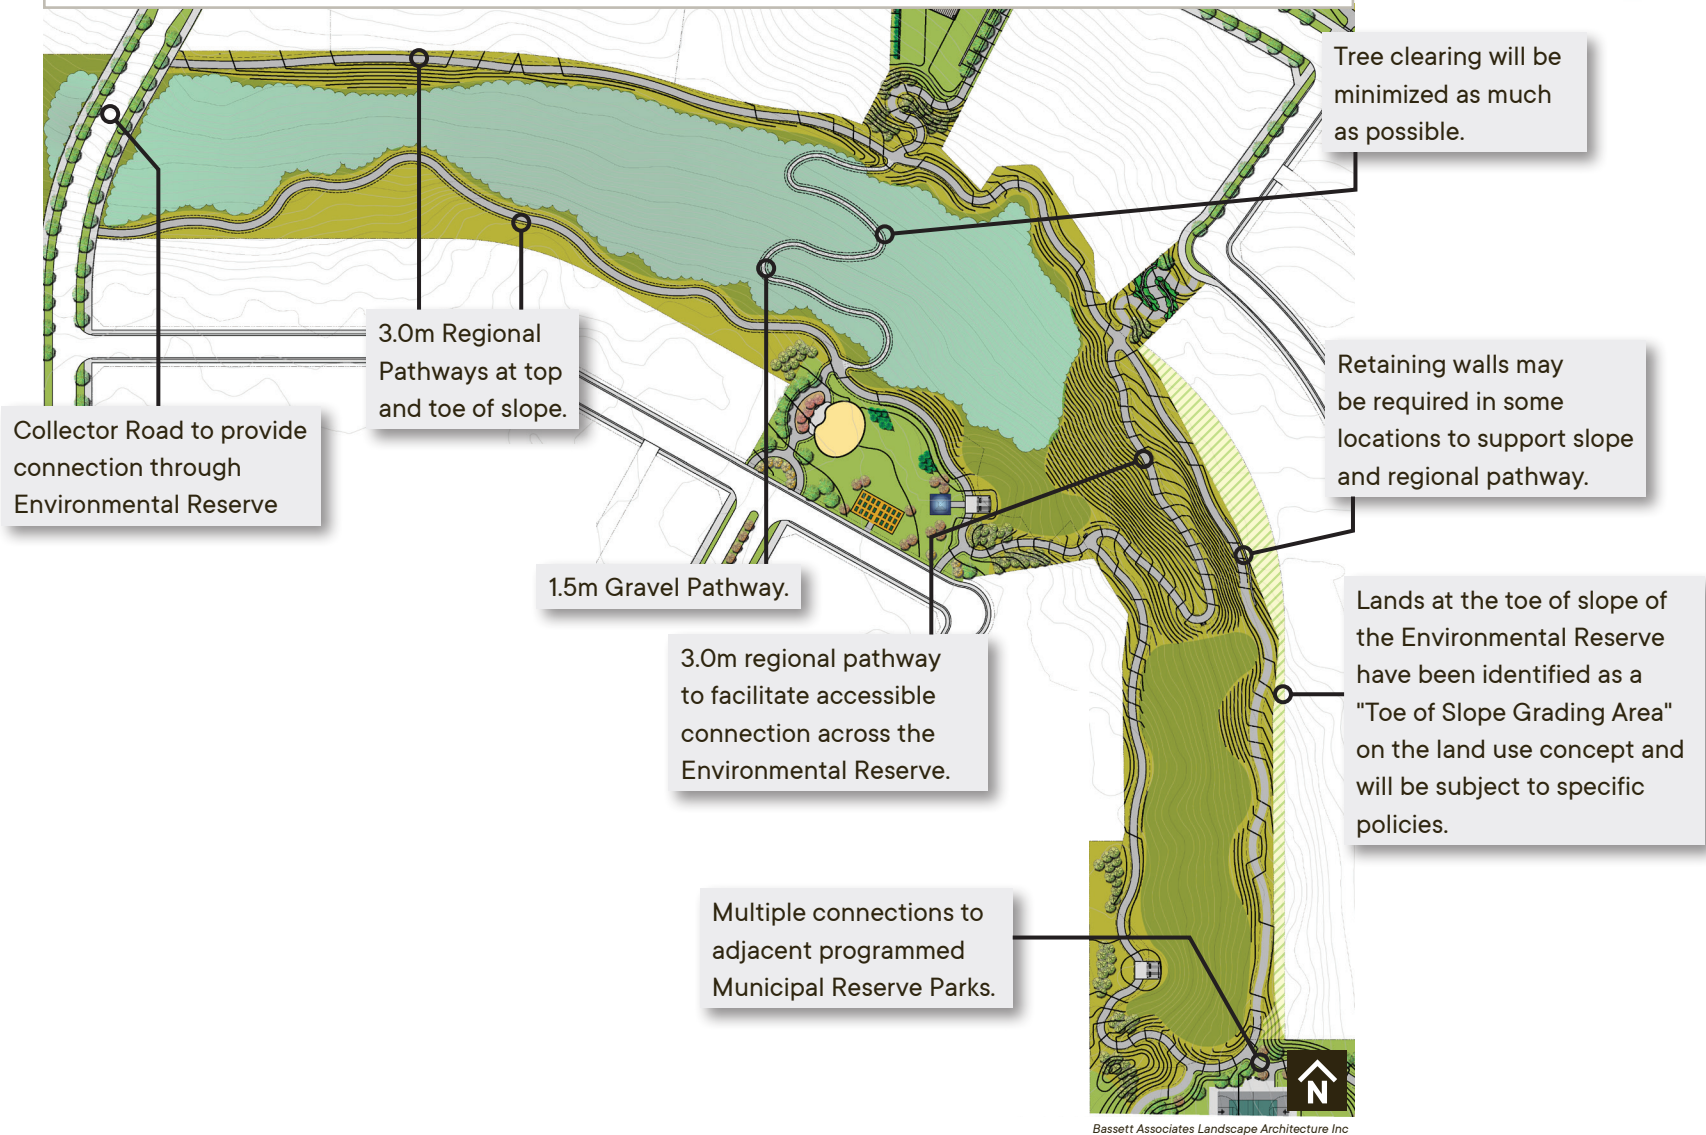 Tree clearing will be
minimized as much
as possible.
3.0m Regional
Pathways at top
and toe of slope.
Retaining walls may
be required in some
locations to support slope
and regional pathway.
Collector Road to provide
connection through
Environmental Reserve
1.5m Gravel Pathway.
Lands at the toe of slope of
the Environmental Reserve
have been identified as a
"Toe of Slope Grading Area"
on the land use concept and
will be subject to specific
policies.
3.0m regional pathway
to facilitate accessible
connection across the
Environmental Reserve.
Multiple connections to
adjacent programmed
Municipal Reserve Parks.
N
Bassett Associates Landscape Architecture Inc